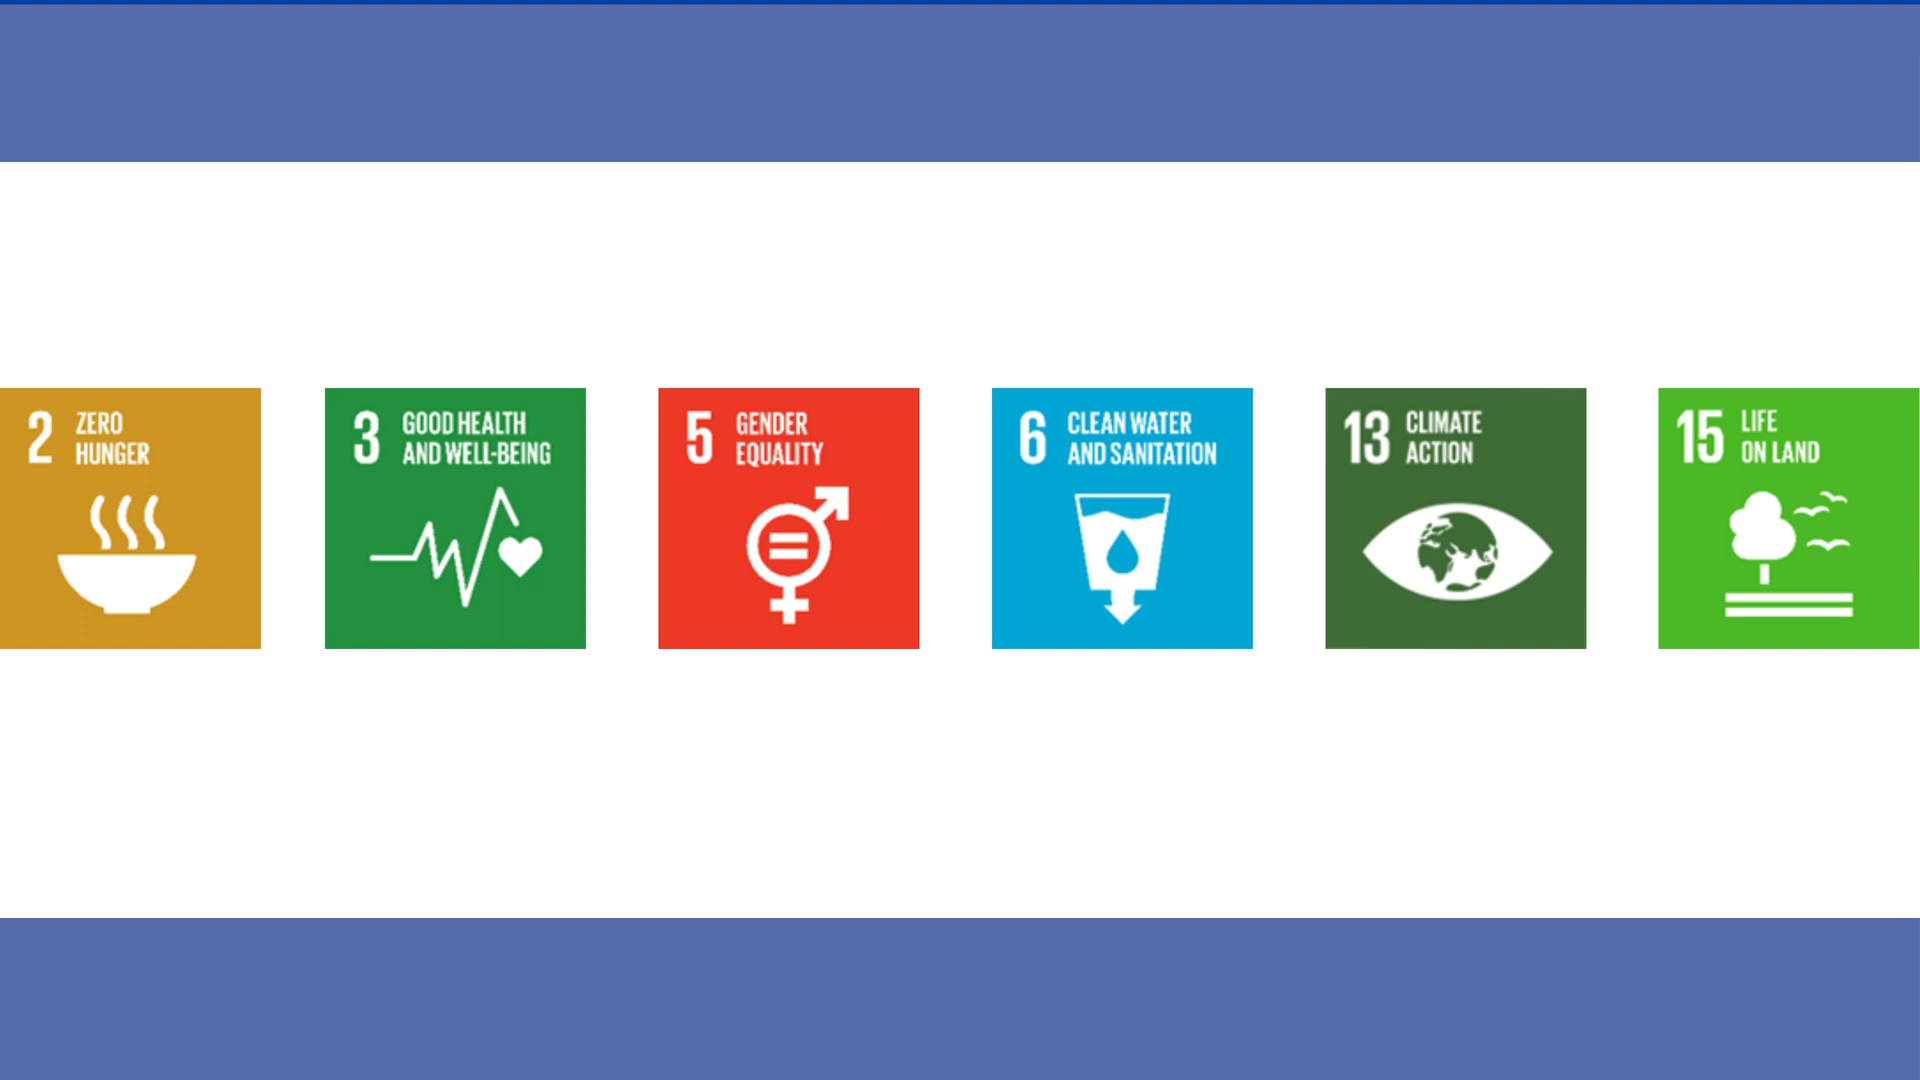 2 ZERO
HUNGER
3 GOOD HEALTH
AND WELL-BEING
5 GENDER
EQUALITY
6 CLEAN WATER
AND SANITATION
13 CLIMATE
ACTION
15 LIFE
ON LAND